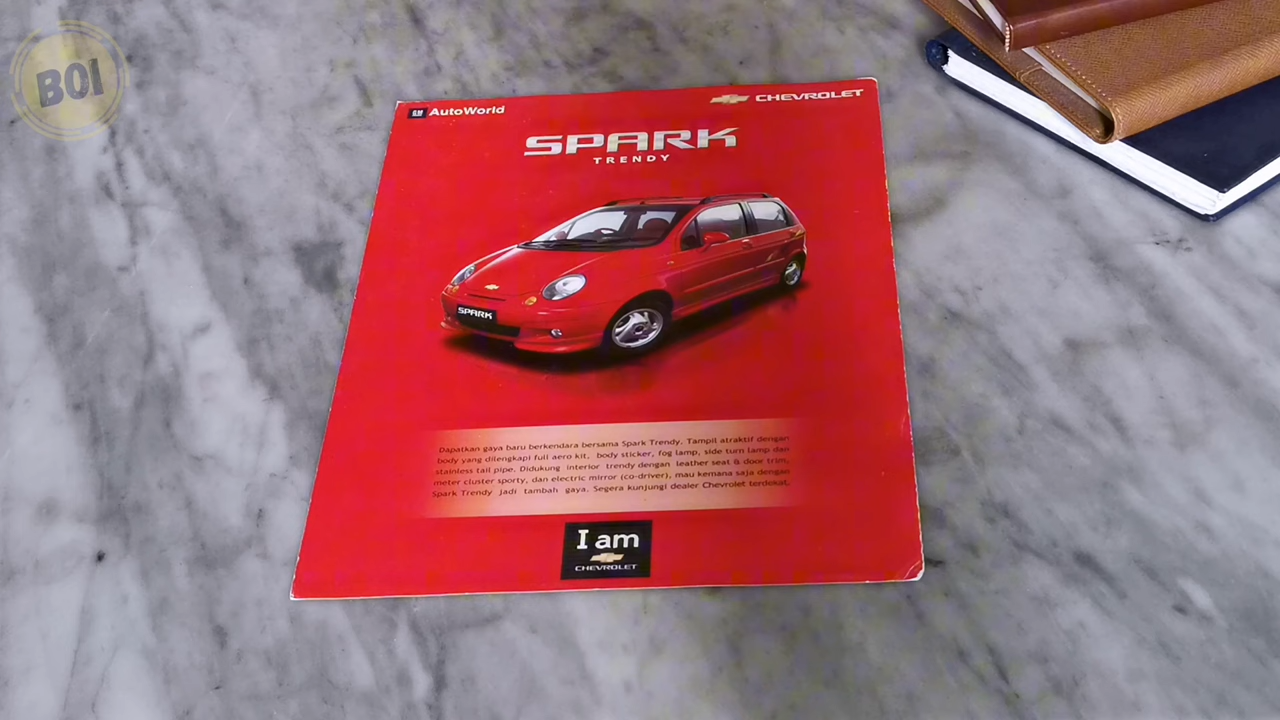 BOI
GM AutoWorld
CHEVROLET
SPARK
TRENDY
SPARK
Dapatkan gaya baru berkendara bersama Spark Trendy. Tampil atraktif dengan
body yang dilengkapi full aero kit, body sticker, fog lamp, side turn lamp dan
stainless tail pipe. Didukung interior trendy dengan leather seat & door trim,
meter cluster sporty, dan electric mirror (co-driver), mau kemana saja dengan
Spark Trendy jadi tambah gaya. Segera kunjungi dealer Chevrolet terdekat.
I am
CHEVROLET